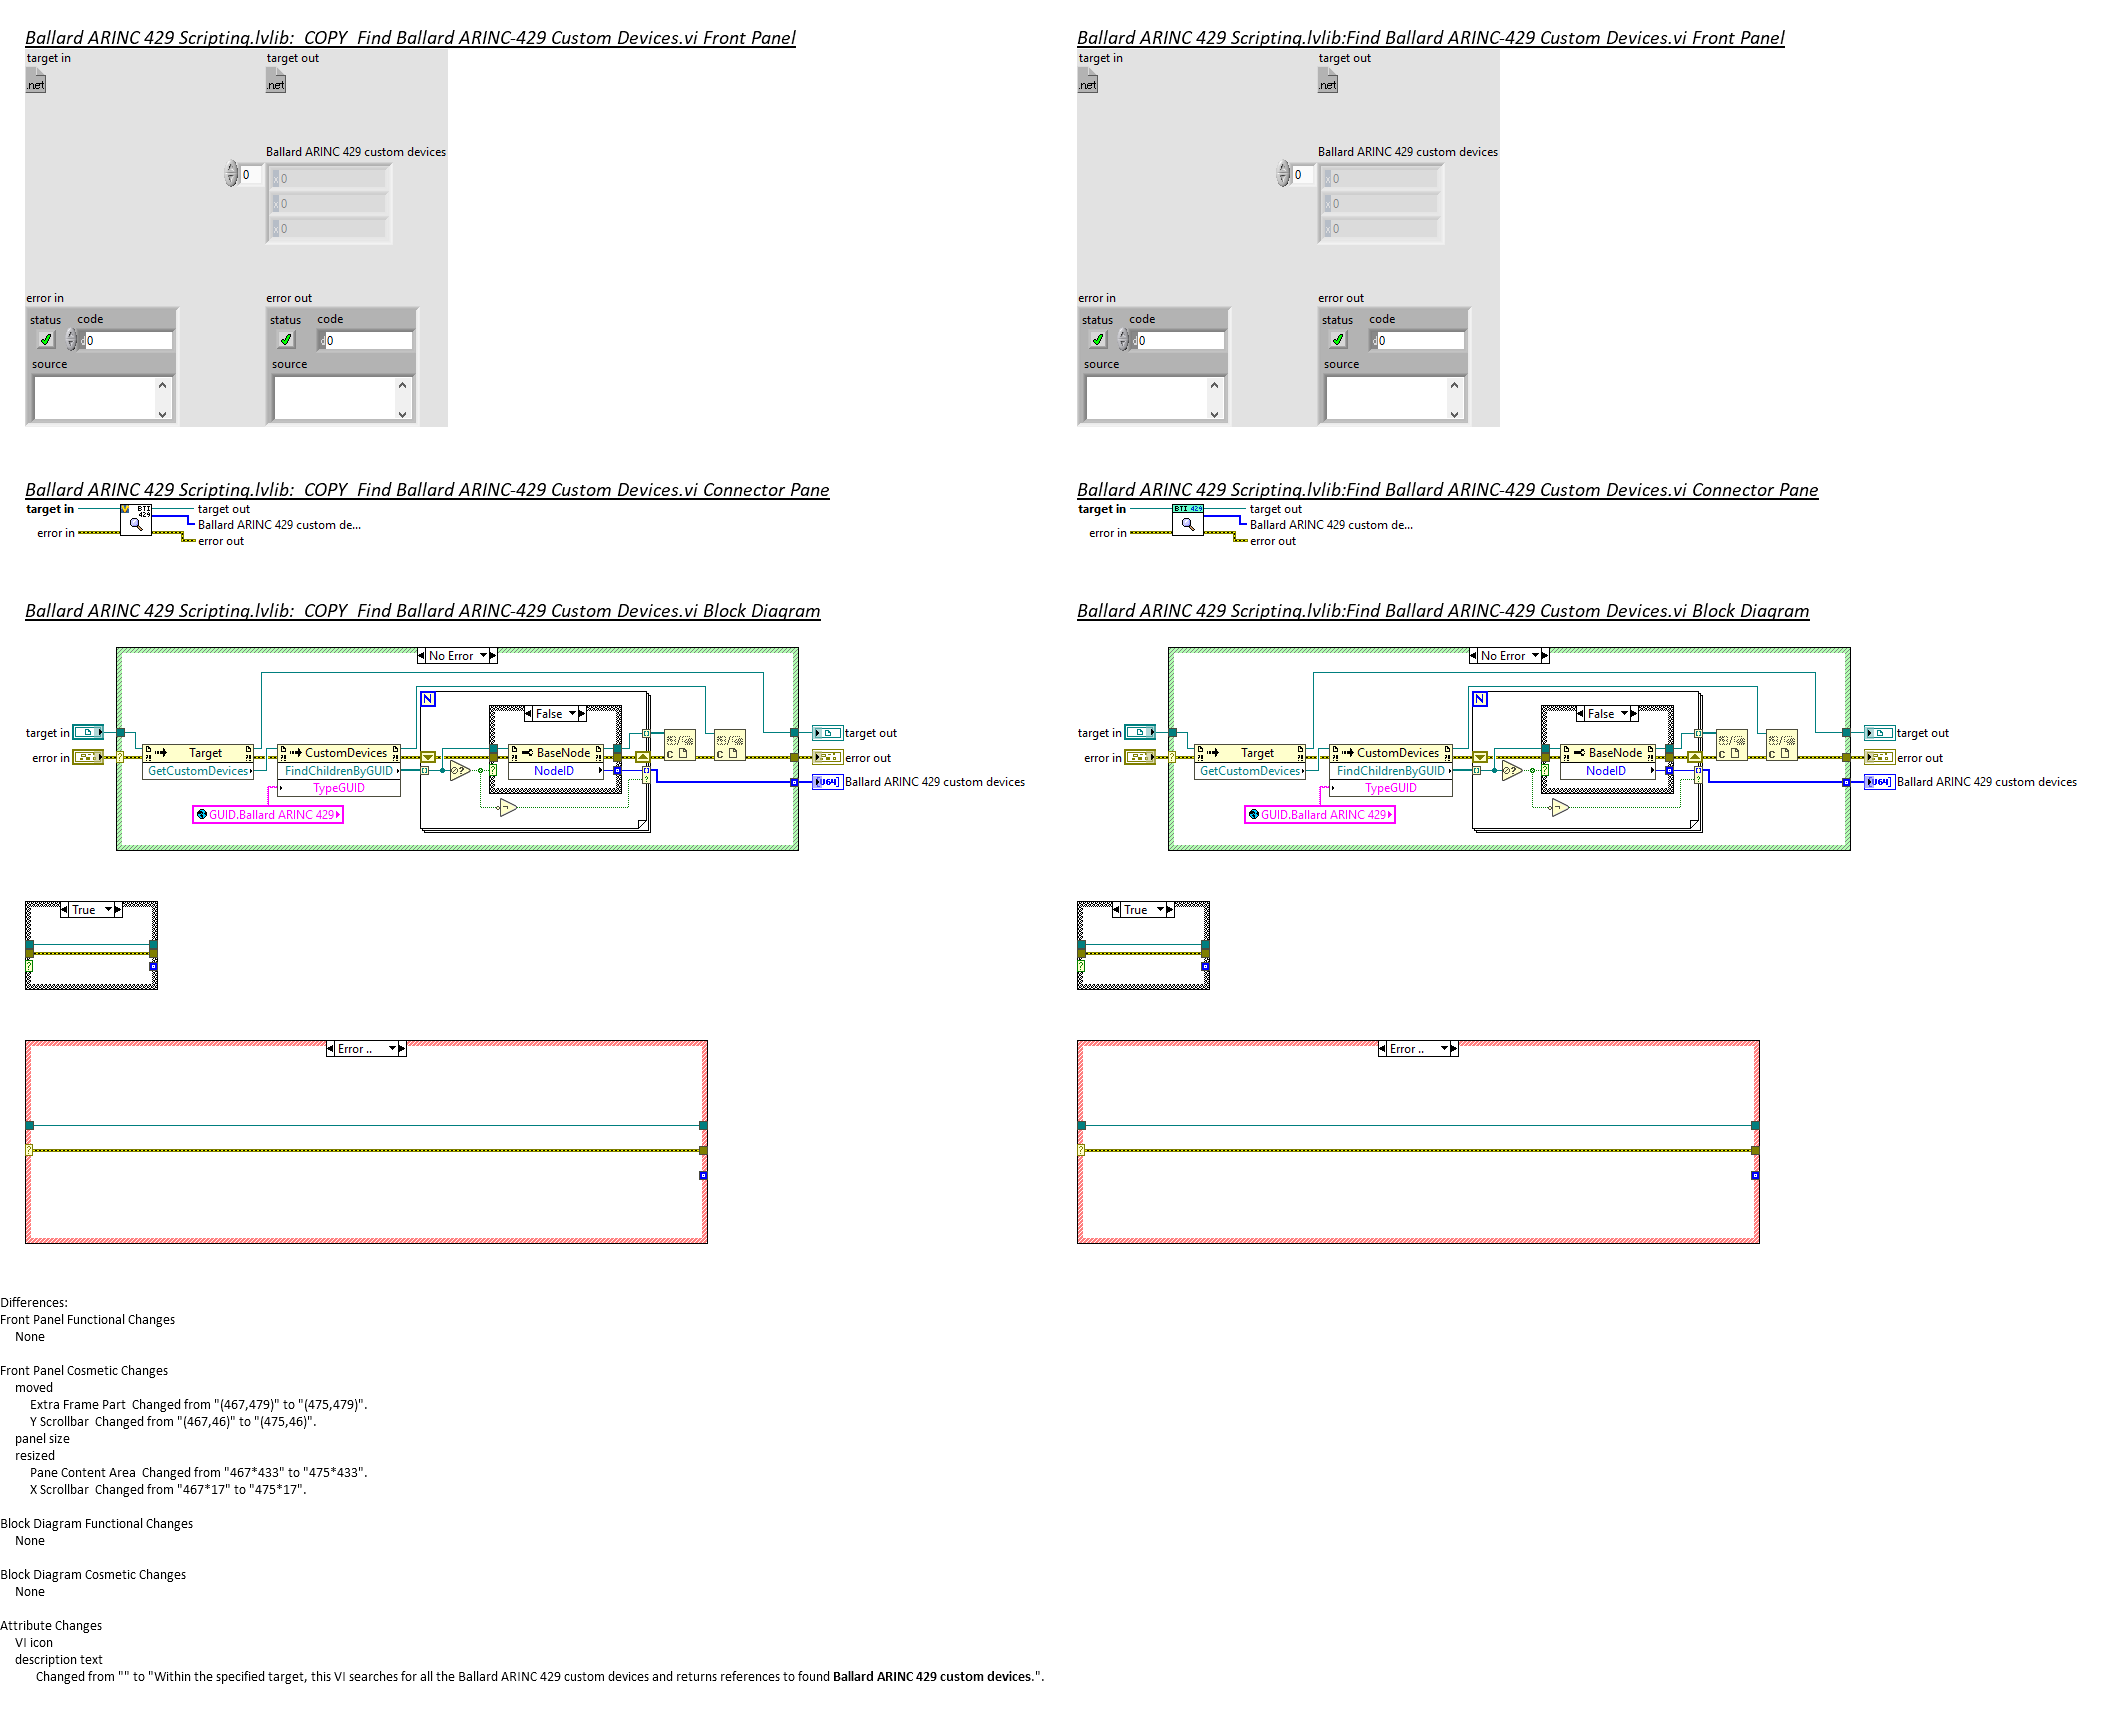 Ballard ARINC 429 Scripting.lvlib:  COPY  Find Ballard ARINC-429 Custom Devices.vi Front Panel
target in
target out
.net
.net
Ballard ARINC 429 custom devices
0
x 0
x 0
x 0
error in
error out
status code
status code
d 0
d 0
source
source
Ballard ARINC 429 Scripting.lvlib:Find Ballard ARINC-429 Custom Devices.vi Front Panel
target in
target out
.net
.net
Ballard ARINC 429 custom devices
0
x 0
x 0
x 0
error in
error out
status code
status code
d 0
d 0
source
source
Ballard ARINC 429 Scripting.lvlib:  COPY  Find Ballard ARINC-429 Custom Devices.vi Connector Pane
target in
V BTI
429
target out
Ballard ARINC 429 custom de...
error in
error out
Ballard ARINC 429 Scripting.lvlib:Find Ballard ARINC-429 Custom Devices.vi Connector Pane
target in
BTI 429
target out
Ballard ARINC 429 custom de...
error in
error out
Ballard ARINC 429 Scripting.lvlib:  COPY  Find Ballard ARINC-429 Custom Devices.vi Block Diagram
No Error
N
False
target in
error in
Target
GetCustomDevices
CustomDevices
FindChildrenByGUID
TypeGUID
GUID.Ballard ARINC 429
BaseNode
NodeID
target out
error out
U64
Ballard ARINC 429 custom devices
True
Error ..
Ballard ARINC 429 Scripting.lvlib:Find Ballard ARINC-429 Custom Devices.vi Block Diagram
No Error
N
False
target in
error in
Target
GetCustomDevices
CustomDevices
FindChildrenByGUID
TypeGUID
GUID.Ballard ARINC 429
BaseNode
NodeID
target out
error out
U64
Ballard ARINC 429 custom devices
True
Error ..
Differences:
Front Panel Functional Changes
None
Front Panel Cosmetic Changes
moved
Extra Frame Part  Changed from "(467,479)" to "(475,479)".
Y Scrollbar  Changed from "(467,46)" to "(475,46)".
panel size
resized
Pane Content Area  Changed from "467*433" to "475*433".
X Scrollbar  Changed from "467*17" to "475*17".
Block Diagram Functional Changes
None
Block Diagram Cosmetic Changes
None
Attribute Changes
VI icon
description text
Changed from "" to "Within the specified target, this VI searches for all the Ballard ARINC 429 custom devices and returns references to found Ballard ARINC 429 custom devices.".